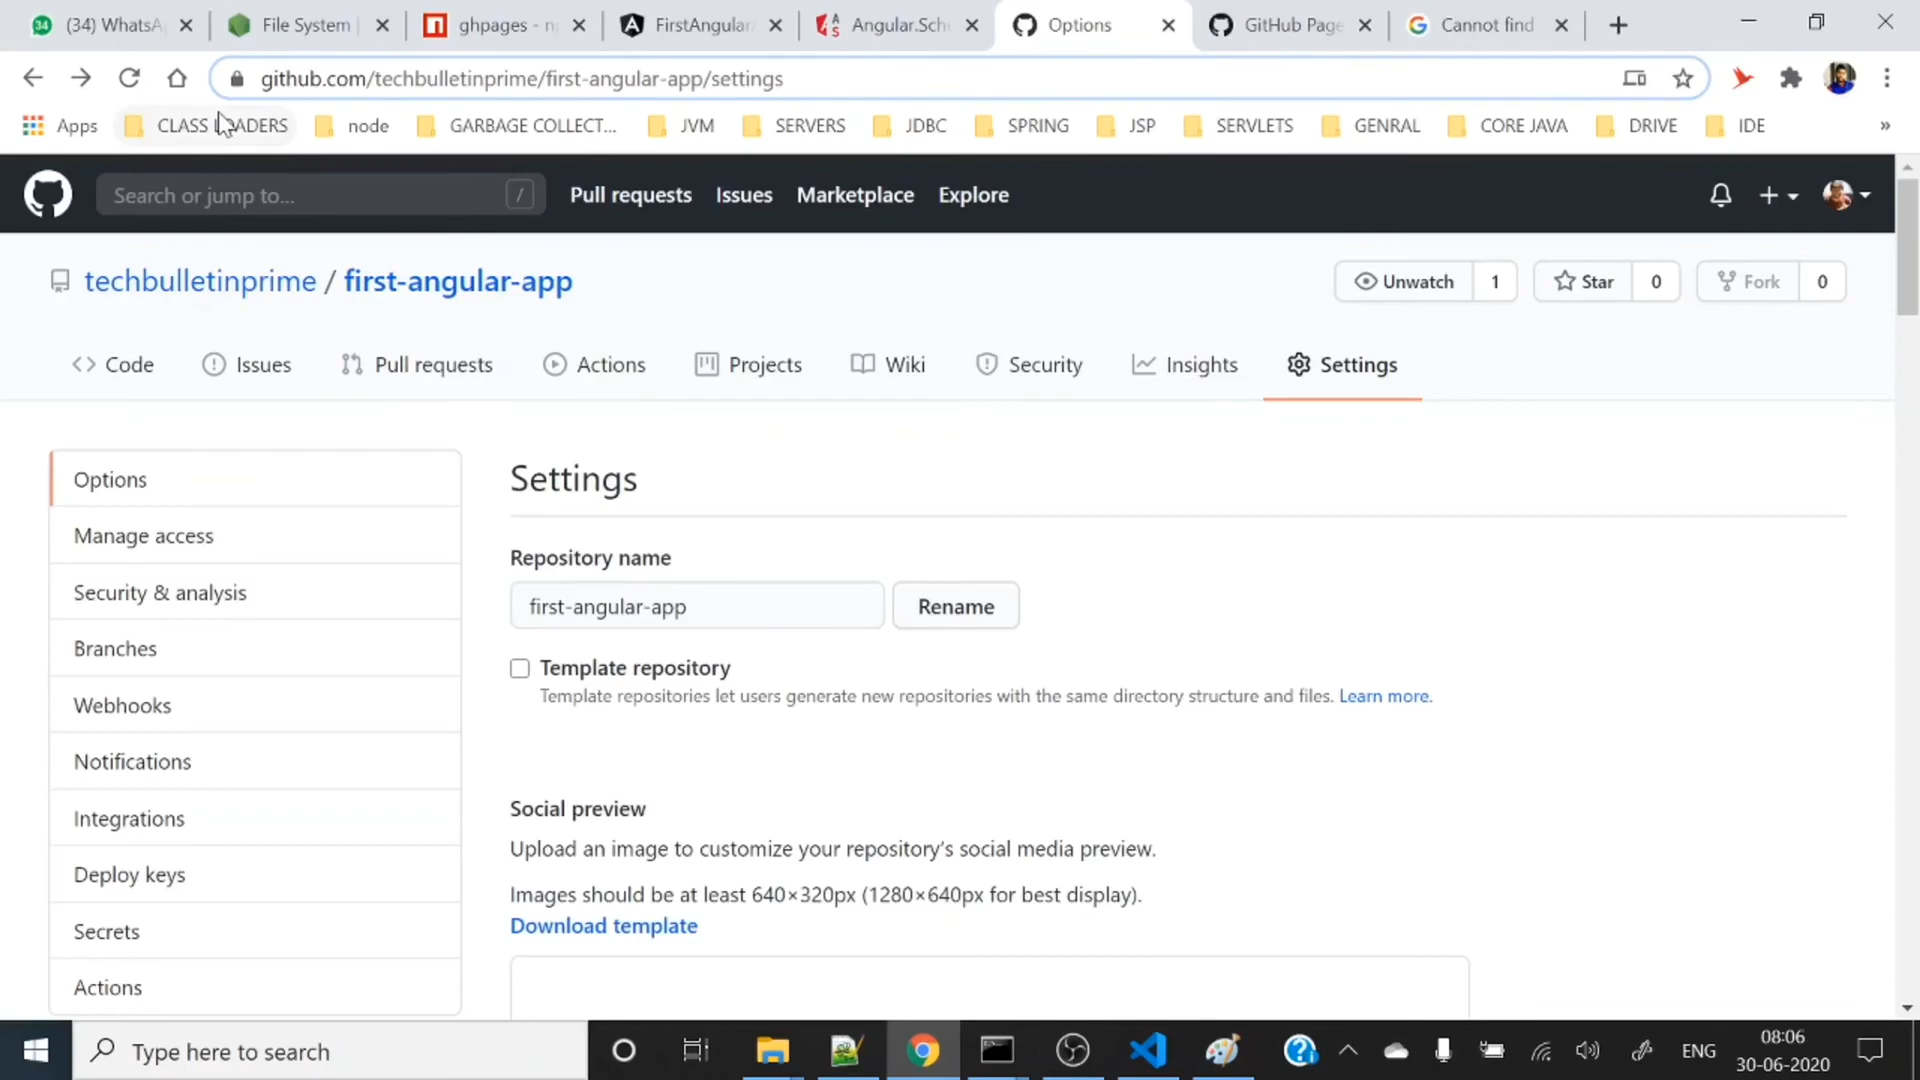 34 (34) WhatsA
File System
ghpages - n
FirstAngular
Angular.Sch
Options
GitHub Page
Cannot find
github.com/techbulletinprime/first-angular-app/settings
Apps
CLASS LOADERS
node
GARBAGE COLLECT...
JVM
SERVERS
JDBC
SPRING
JSP
SERVLETS
GENRAL
CORE JAVA
DRIVE
IDE
»
Search or jump to... /
Pull requests
Issues
Marketplace
Explore
techbulletinprime / first-angular-app
Unwatch 1
Star 0
Fork 0
Code
Issues
Pull requests
Actions
Projects
Wiki
Security
Insights
Settings
Options
Manage access
Security & analysis
Branches
Webhooks
Notifications
Integrations
Deploy keys
Secrets
Actions
Settings
Repository name
first-angular-app
Rename
Template repository
Template repositories let users generate new repositories with the same directory structure and files. Learn more.
Social preview
Upload an image to customize your repository's social media preview.
Images should be at least 640×320px (1280×640px for best display).
Download template
Type here to search
ENG
08:06
30-06-2020